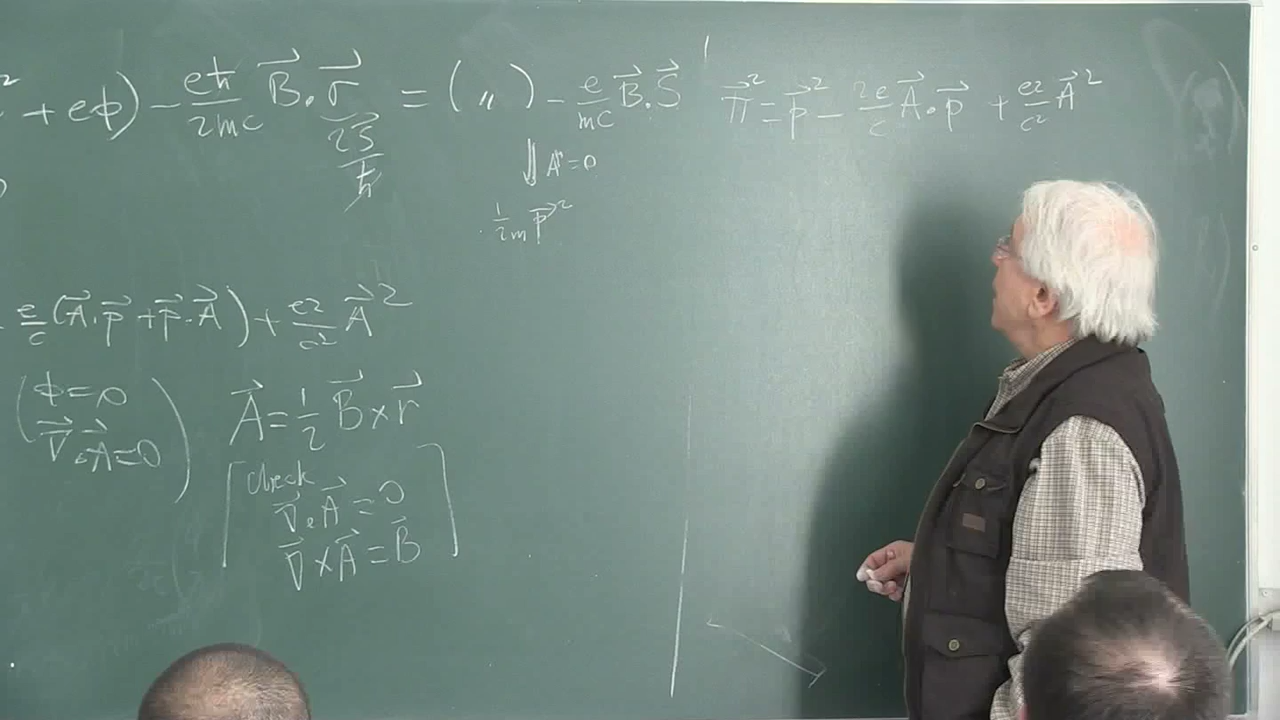 ² + eϕ) − eħ/2mc B⃗·σ⃗ = ( 〃 ) − e/mc B⃗·S⃗
2S⃗/ħ
⇓ A=0
1/2m p⃗²
e/c (A⃗·p⃗ + p⃗·A⃗) + e2/c² A⃗²
(ϕ=0
∇⃗·A⃗=0)
A⃗ = 1/2 B⃗×r⃗
[Check
∇⃗·A⃗ = 0
∇⃗×A⃗ = B⃗]
π⃗² = p⃗² − 2e/c A⃗·p⃗ + e2/c² A⃗²